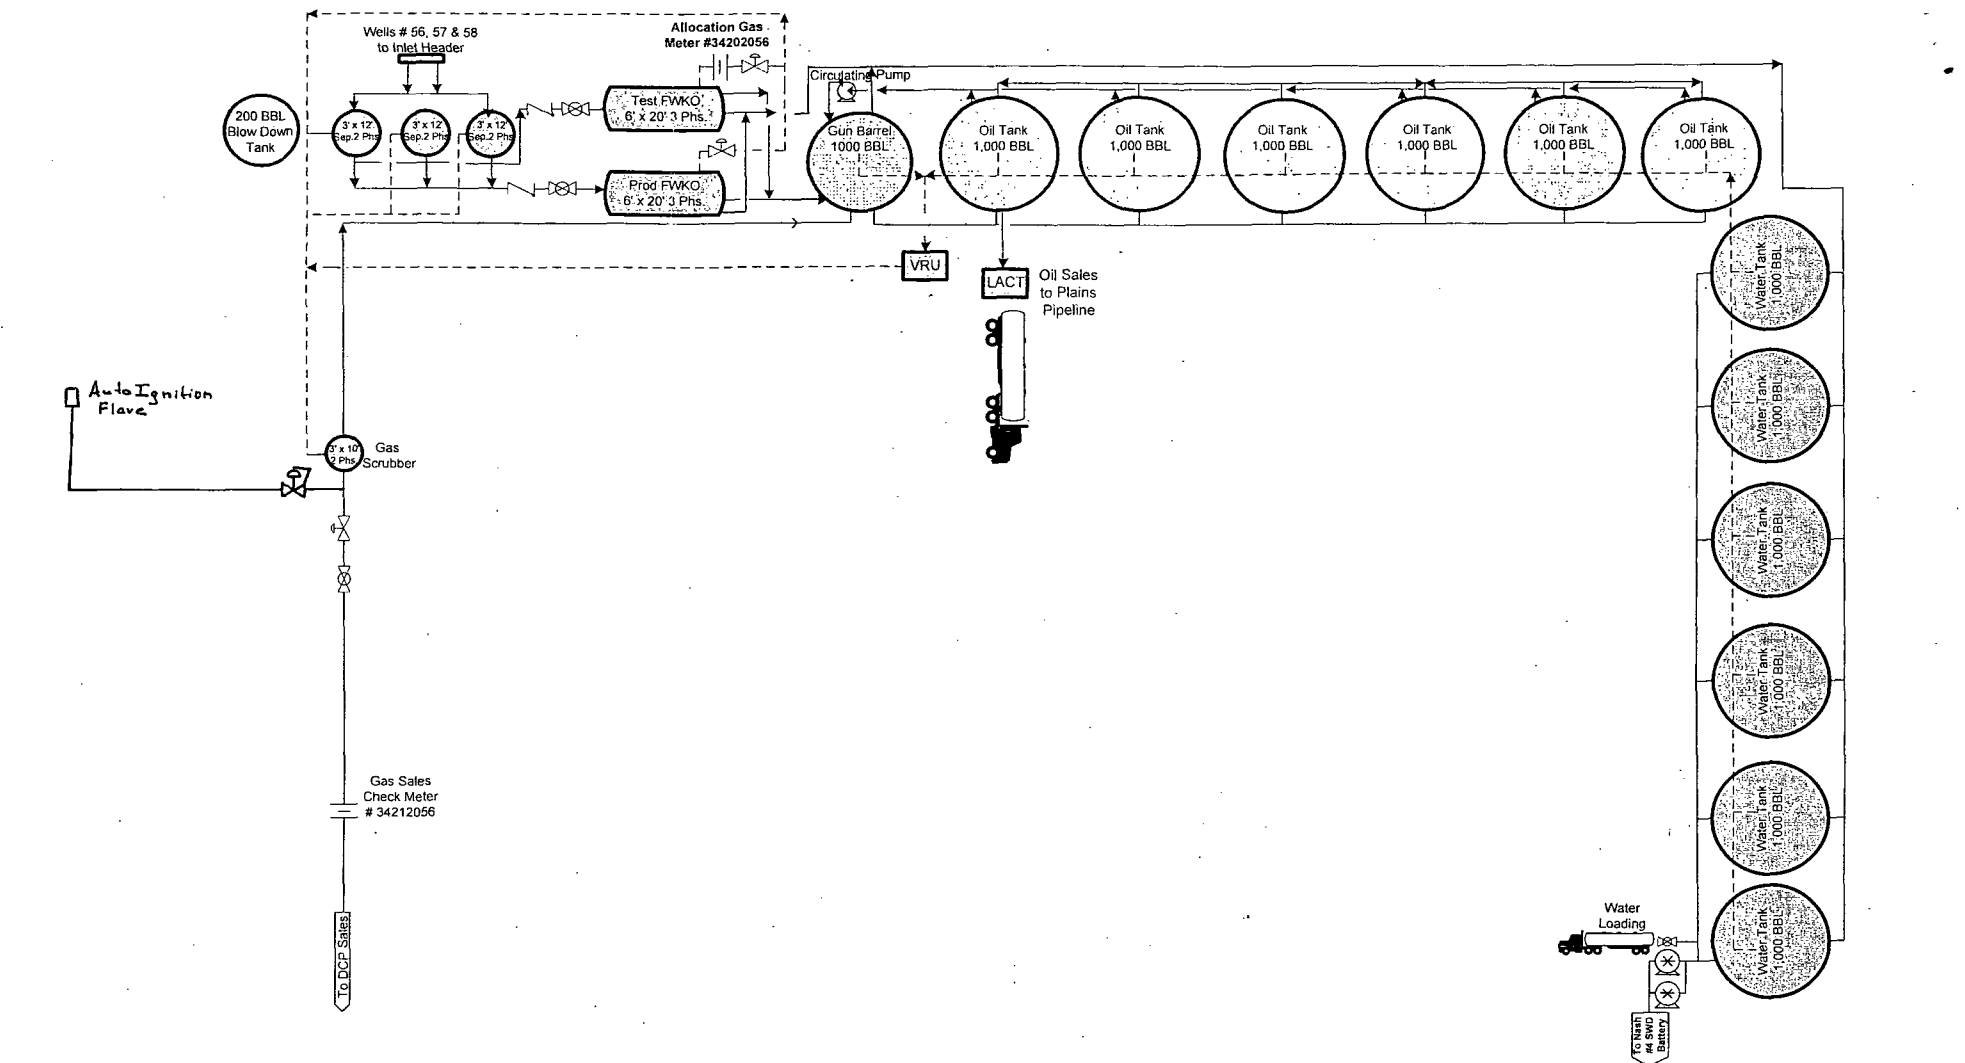 Wells # 56, 57 & 58
to Inlet Header
Allocation Gas
Meter #34202056
200 BBL
Blow Down
Tank
3' x 12'
Sep.2 Phs
3' x 12'
Sep.2 Phs
3' x 12'
Sep.2 Phs
Test FWKO
6' x 20' 3 Phs.
Prod FWKO
6' x 20' 3 Phs.
Circulating Pump
Gun Barrel
1000 BBL
Oil Tank
1,000 BBL
Oil Tank
1,000 BBL
Oil Tank
1,000 BBL
Oil Tank
1,000 BBL
Oil Tank
1,000 BBL
Oil Tank
1,000 BBL
VRU
LACT
Oil Sales
to Plains
Pipeline
Auto Ignition
Flare
3' x 10'
2 Phs
Gas
Scrubber
Gas Sales
Check Meter
# 34212056
To DCP Sales
Water Tank
1,000 BBL
Water Tank
1,000 BBL
Water Tank
1,000 BBL
Water Tank
1,000 BBL
Water Tank
1,000 BBL
Water Tank
1,000 BBL
Water
Loading
To Nash
#4 SWD
Battery